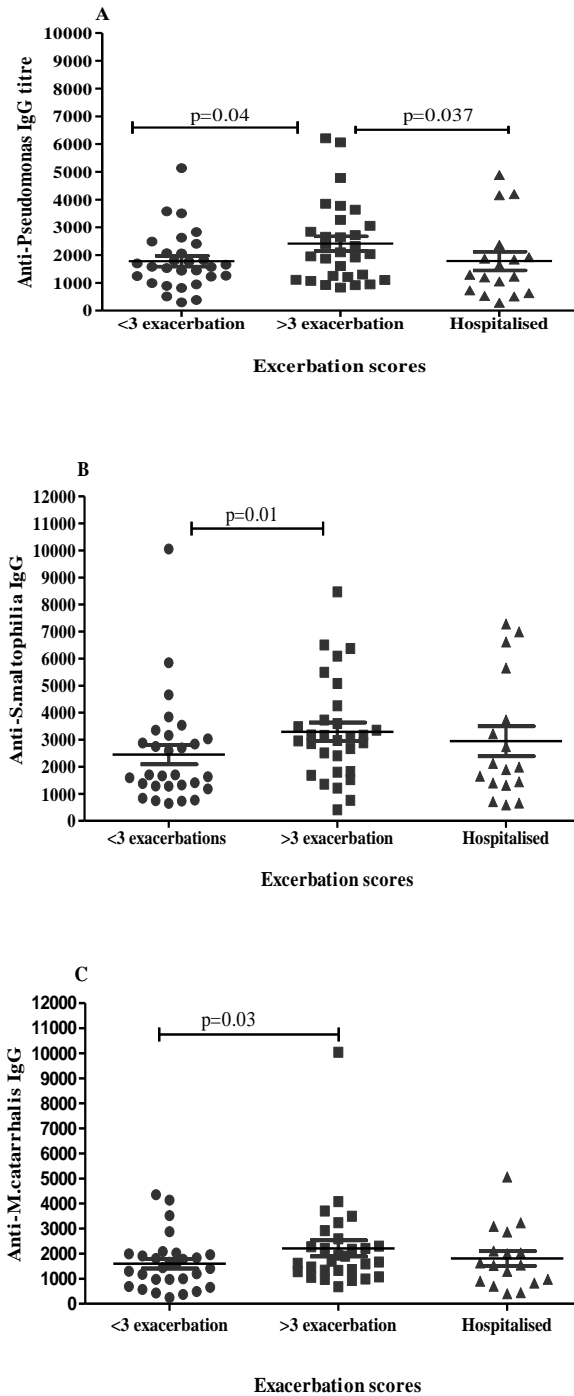 A
Anti-Pseudomonas IgG titre
10000
9000
8000
7000
6000
5000
4000
3000
2000
1000
0
p=0.04
p=0.037
<3 exacerbation
>3 exacerbation
Hospitalised
Excerbation scores
B
Anti-S.maltophilia IgG
12000
11000
10000
9000
8000
7000
6000
5000
4000
3000
2000
1000
0
p=0.01
<3 exacerbations
>3 exacerbation
Hospitalised
Excerbation scores
C
Anti-M.catarrhalis IgG
12000
11000
10000
9000
8000
7000
6000
5000
4000
3000
2000
1000
0
p=0.03
<3 exacerbation
>3 exacerbation
Hospitalised
Exacerbation scores